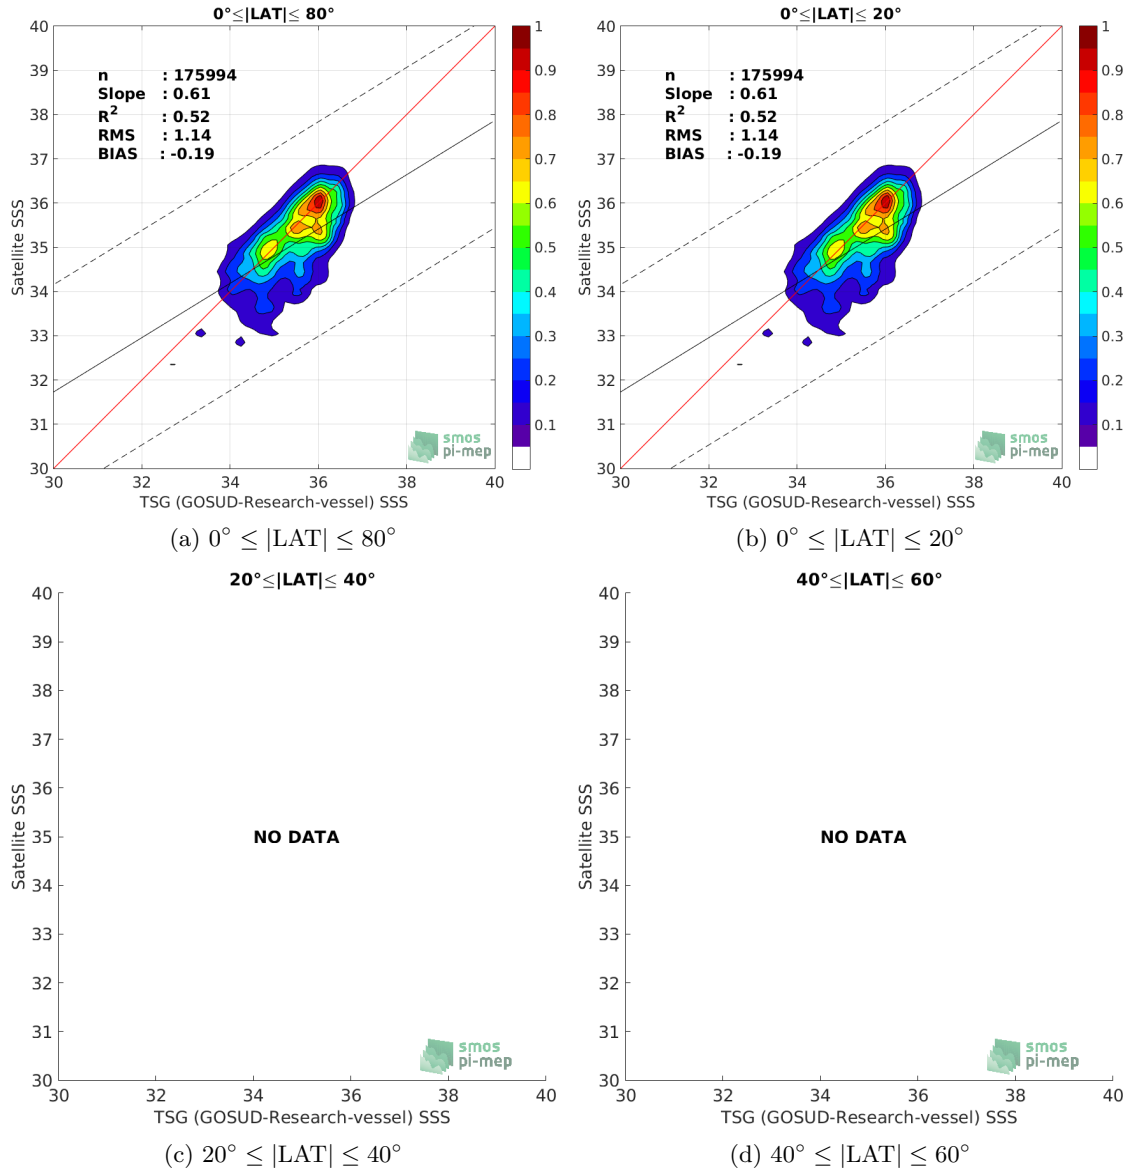 0°≤|LAT|≤ 80°
40
39
38
37
36
35
34
33
32
31
30
Satellite SSS
n : 175994
Slope : 0.61
R² : 0.52
RMS : 1.14
BIAS : -0.19
smos
pi-mep
30 32 34 36 38 40
TSG (GOSUD-Research-vessel) SSS
1
0.9
0.8
0.7
0.6
0.5
0.4
0.3
0.2
0.1
(a) 0° ≤ |LAT| ≤ 80°
0°≤|LAT|≤ 20°
40
39
38
37
36
35
34
33
32
31
30
Satellite SSS
n : 175994
Slope : 0.61
R² : 0.52
RMS : 1.14
BIAS : -0.19
smos
pi-mep
30 32 34 36 38 40
TSG (GOSUD-Research-vessel) SSS
1
0.9
0.8
0.7
0.6
0.5
0.4
0.3
0.2
0.1
(b) 0° ≤ |LAT| ≤ 20°
20°≤|LAT|≤ 40°
40
39
38
37
36
35
34
33
32
31
30
Satellite SSS
NO DATA
smos
pi-mep
30 32 34 36 38 40
TSG (GOSUD-Research-vessel) SSS
(c) 20° ≤ |LAT| ≤ 40°
40°≤|LAT|≤ 60°
40
39
38
37
36
35
34
33
32
31
30
Satellite SSS
NO DATA
smos
pi-mep
30 32 34 36 38 40
TSG (GOSUD-Research-vessel) SSS
(d) 40° ≤ |LAT| ≤ 60°